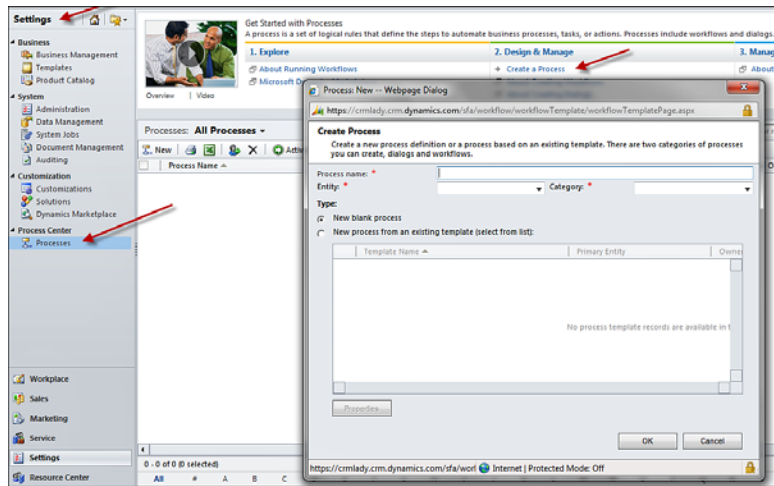 Settings
Business
Business Management
Templates
Product Catalog
System
Administration
Data Management
System Jobs
Document Management
Auditing
Customization
Customizations
Solutions
Dynamics Marketplace
Process Center
Processes
Workplace
Sales
Marketing
Service
Settings
Resource Center
Get Started with Processes
A process is a set of logical rules that define the steps to automate business processes, tasks, or actions. Processes include workflows and dialogs.
1. Explore
2. Design & Manage
3. Manag
About Running Workflows
Create a Process
About
Microsoft D
Overview | Video
Processes: All Processes
New
Activ
Process Name
0 - 0 of 0 (0 selected)
All # A B C
Process: New -- Webpage Dialog
https://crmlady.crm.dynamics.com/sfa/workflow/workflowTemplate/workflowTemplatePage.aspx
Create Process
Create a new process definition or a process based on an existing template. There are two categories of processes
you can create, dialogs and workflows.
Process name: *
Entity: * Category: *
Type:
New blank process
New process from an existing template (select from list):
Template Name Primary Entity Owne
No process template records are available in t
Properties
OK Cancel
https://crmlady.crm.dynamics.com/sfa/worl Internet | Protected Mode: Off